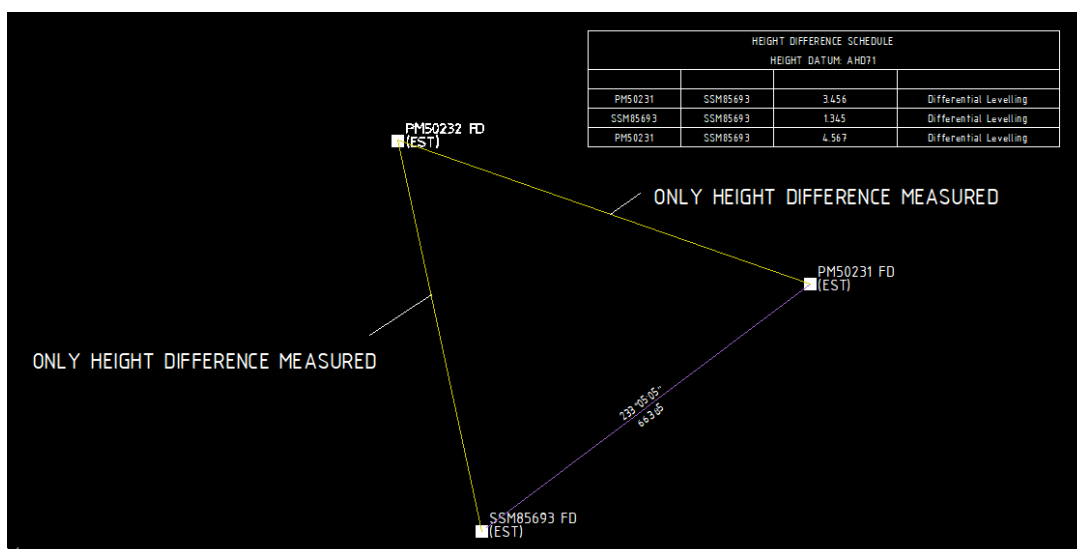 HEIGHT DIFFERENCE SCHEDULE
HEIGHT DATUM: AHD71
PM50231 SSM85693 3.456 Differential Levelling
SSM85693 SSM85693 1.345 Differential Levelling
PM50231 SSM85693 4.567 Differential Levelling
PM50232 FD
(EST)
ONLY HEIGHT DIFFERENCE MEASURED
PM50231 FD
(EST)
ONLY HEIGHT DIFFERENCE MEASURED
233°05'05"
SSM85693 FD
(EST)